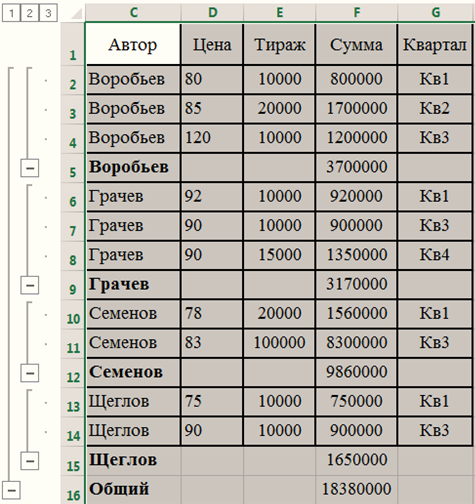 1 2 3 C D E F G
1 Автор Цена Тираж Сумма Квартал
2 Воробьев 80 10000 800000 Кв1
3 Воробьев 85 20000 1700000 Кв2
4 Воробьев 120 10000 1200000 Кв3
5 Воробьев 3700000
6 Грачев 92 10000 920000 Кв1
7 Грачев 90 10000 900000 Кв3
8 Грачев 90 15000 1350000 Кв4
9 Грачев 3170000
10 Семенов 78 20000 1560000 Кв1
11 Семенов 83 100000 8300000 Кв3
12 Семенов 9860000
13 Щеглов 75 10000 750000 Кв1
14 Щеглов 90 10000 900000 Кв3
15 Щеглов 1650000
16 Общий 18380000